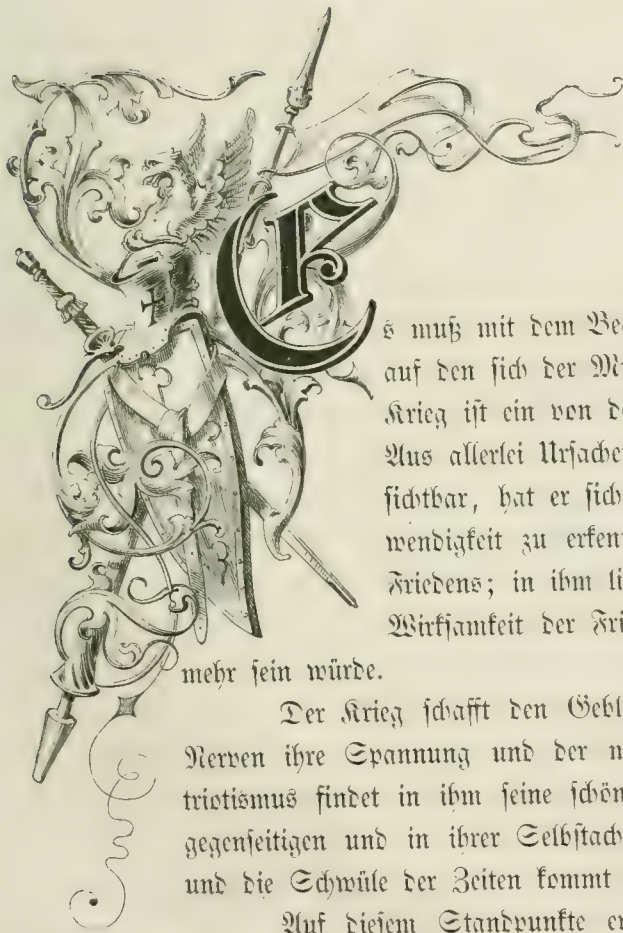 Es muß mit dem Be
auf den sich der M
Krieg ist ein von d
Aus allerlei Ursache
sichtbar, hat er sich
wendigkeit zu erken
Friedens; in ihm li
Wirksamkeit der Fri
mehr sein würde.
Der Krieg schafft den Gebl
Nerven ihre Spannung und der n
triotismus findet in ihm seine schön
gegenseitigen und in ihrer Selbstach
und die Schwüle der Zeiten kommt
Auf diesem Standpunkte er